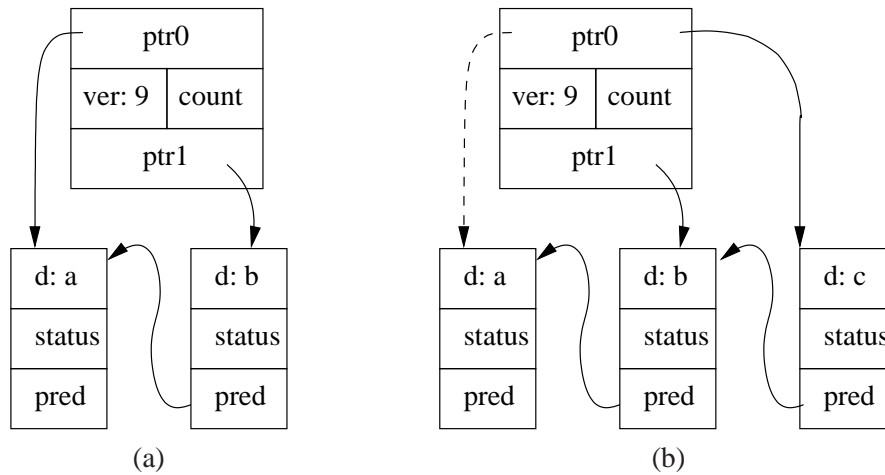 ptr0
ver: 9 count
ptr1
d: a
status
pred
d: b
status
pred
(a)
ptr0
ver: 9 count
ptr1
d: a
status
pred
d: b
status
pred
d: c
status
pred
(b)